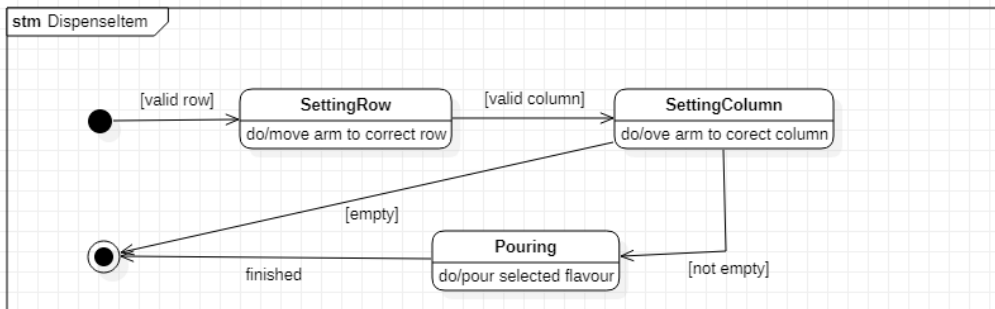 stm DispenseItem
[valid row]
SettingRow
do/move arm to correct row
[valid column]
SettingColumn
do/ove arm to corect column
[empty]
Pouring
do/pour selected flavour
[not empty]
finished